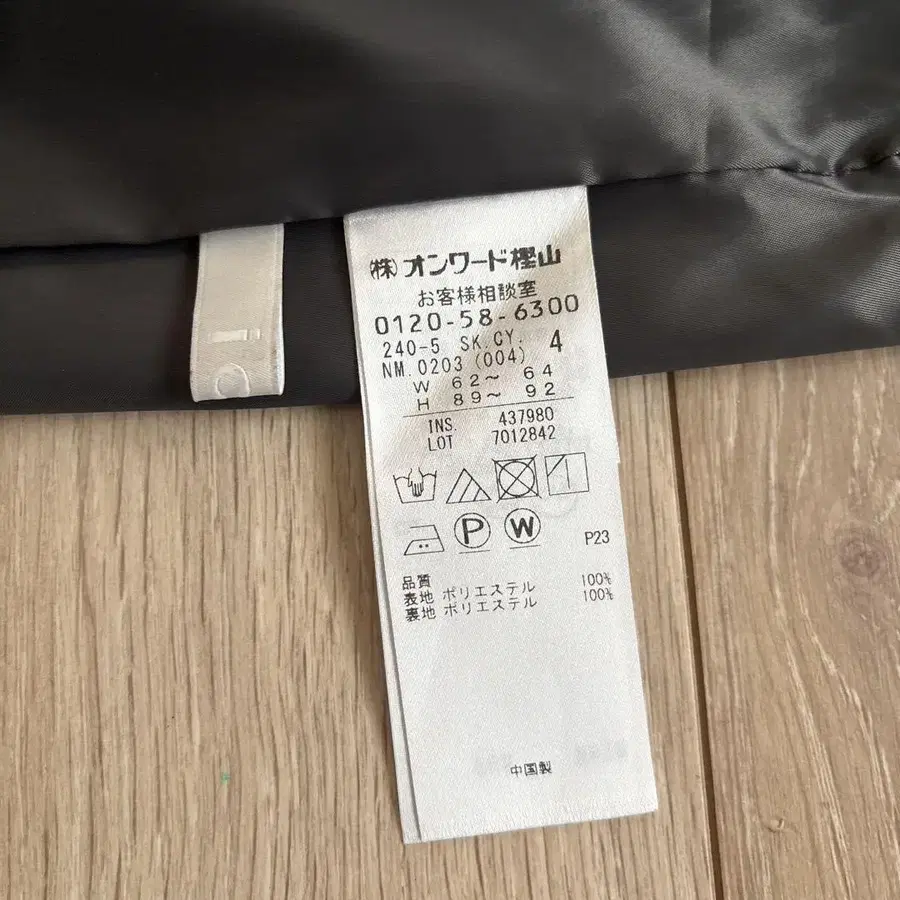 ㈱オンワード樫山
お客様相談室
0120-58-6300
240-5 SK.CY. 4
NM.0203 (004)
W 62〜 64
H 89〜 92
INS. 437980
LOT 7012842
P W P23
品質
表地 ポリエステル 100%
裏地 ポリエステル 100%
中国製